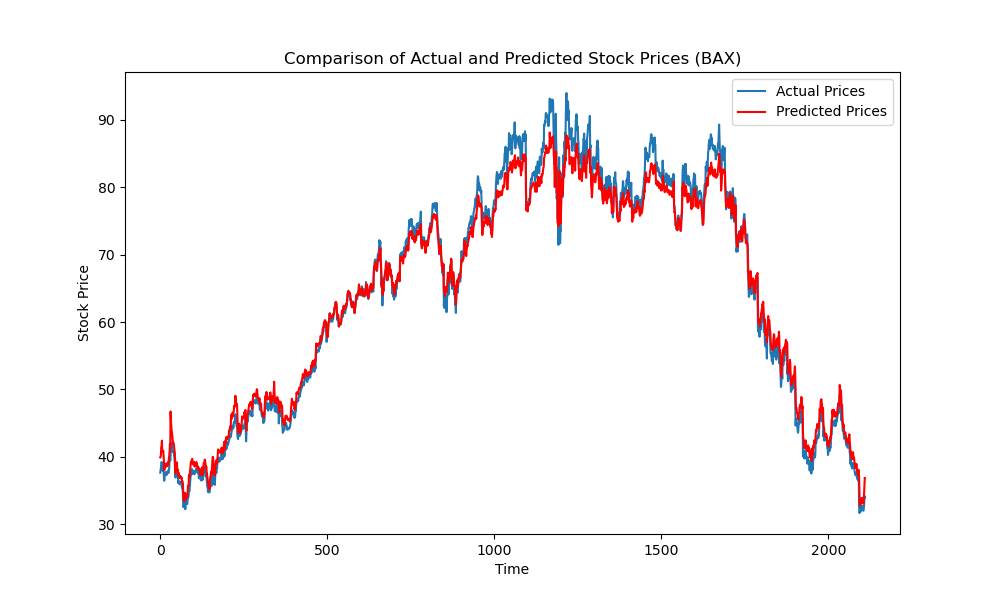 Comparison of Actual and Predicted Stock Prices (BAX)
Actual Prices
Predicted Prices
Stock Price
90
80
70
60
50
40
30
0 500 1000 1500 2000
Time